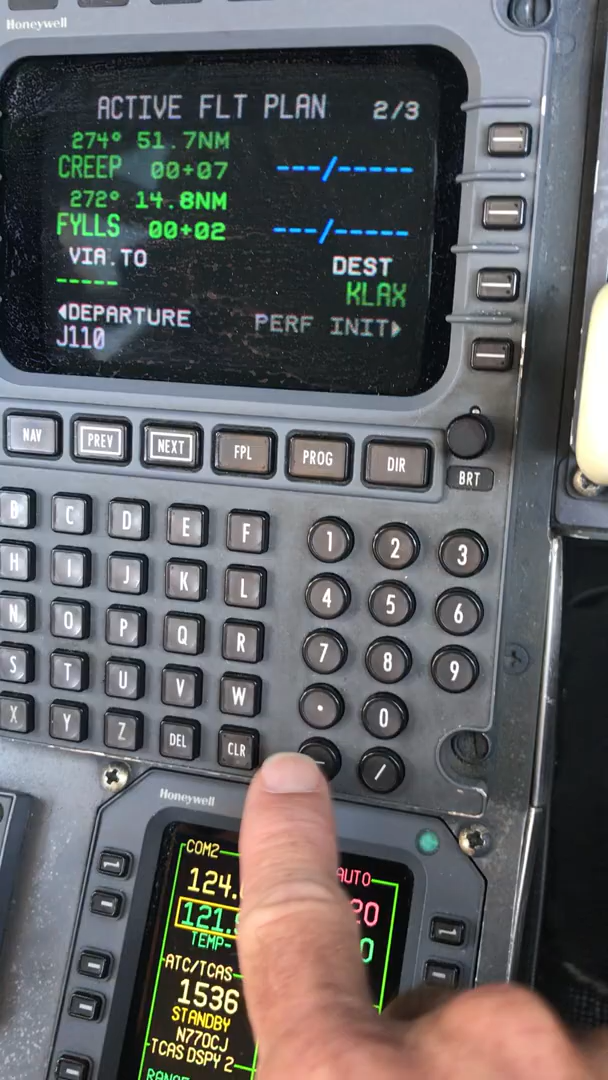 Honeywell
ACTIVE FLT PLAN 2/3
274° 51.7NM
CREEP 00+07 ---/-----
272° 14.8NM
FYLLS 00+02 ---/-----
VIA.TO DEST
----- KLAX
◀DEPARTURE PERF INIT▶
J110
NAV PREV NEXT FPL PROG DIR
BRT
B C D E F 1 2 3
H I J K L 4 5 6
N O P Q R 7 8 9
S T U V W . 0
X Y Z DEL CLR - /
Honeywell
COM2 AUTO
124. 20
121. 0
TEMP-
ATC/TCAS
1536
STANDBY
N770CJ
TCAS DSPY 2
RANGE